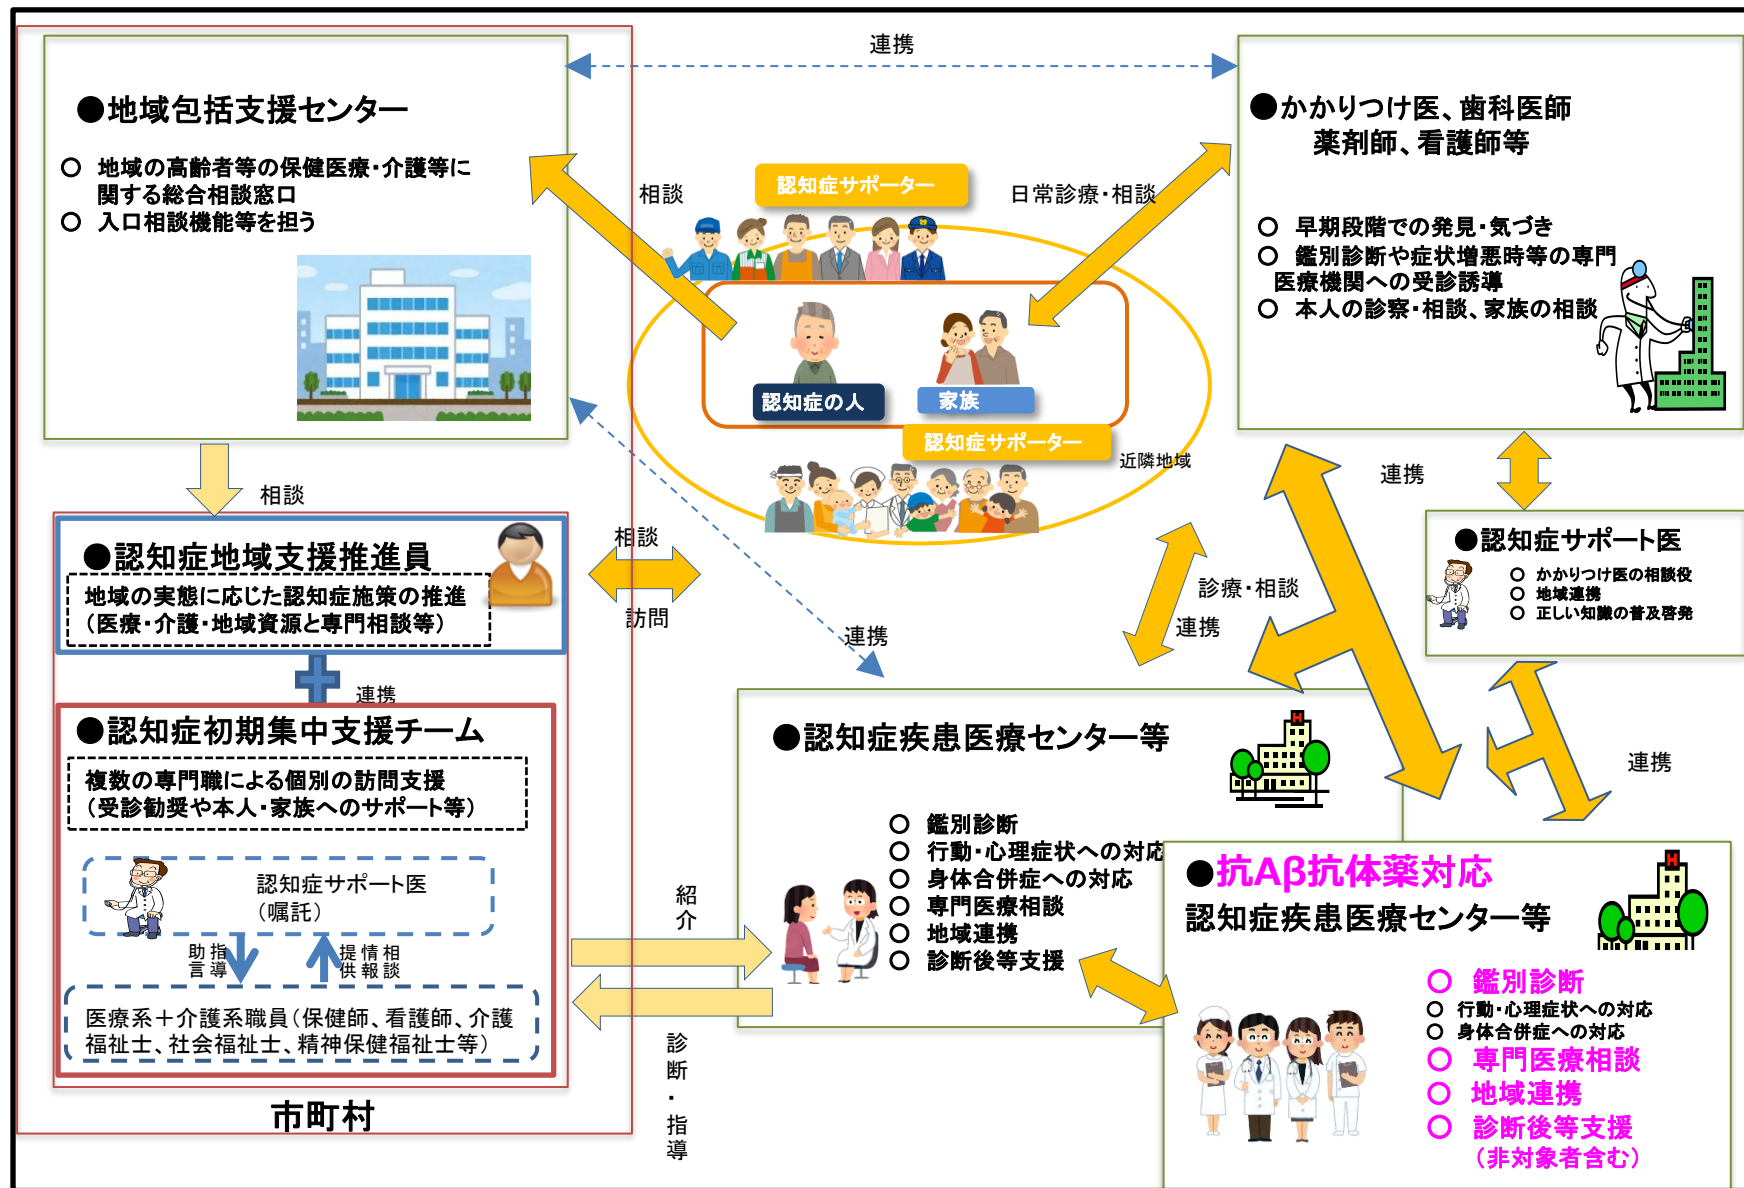 連携
●地域包括支援センター
○ 地域の高齢者等の保健医療・介護等に
関する総合相談窓口
○ 入口相談機能等を担う
相談
認知症サポーター
日常診療・相談
●かかりつけ医、歯科医師
薬剤師、看護師等
○ 早期段階での発見・気づき
○ 鑑別診断や症状増悪時等の専門
医療機関への受診誘導
○ 本人の診察・相談、家族の相談
認知症の人
家族
認知症サポーター
近隣地域
相談
連携
●認知症地域支援推進員
地域の実態に応じた認知症施策の推進
（医療・介護・地域資源と専門相談等）
相談
訪問
連携
診療・相談
連携
●認知症サポート医
○ かかりつけ医の相談役
○ 地域連携
○ 正しい知識の普及啓発
連携
連携
●認知症初期集中支援チーム
複数の専門職による個別の訪問支援
（受診勧奨や本人・家族へのサポート等）
認知症サポート医
（嘱託）
指導
助言
相談
情報
提供
医療系＋介護系職員（保健師、看護師、介護
福祉士、社会福祉士、精神保健福祉士等）
市町村
紹介
診断・指導
●認知症疾患医療センター等
○ 鑑別診断
○ 行動・心理症状への対応
○ 身体合併症への対応
○ 専門医療相談
○ 地域連携
○ 診断後等支援
H
●抗Aβ抗体薬対応
認知症疾患医療センター等
H
○ 鑑別診断
○ 行動・心理症状への対応
○ 身体合併症への対応
○ 専門医療相談
○ 地域連携
○ 診断後等支援
（非対象者含む）